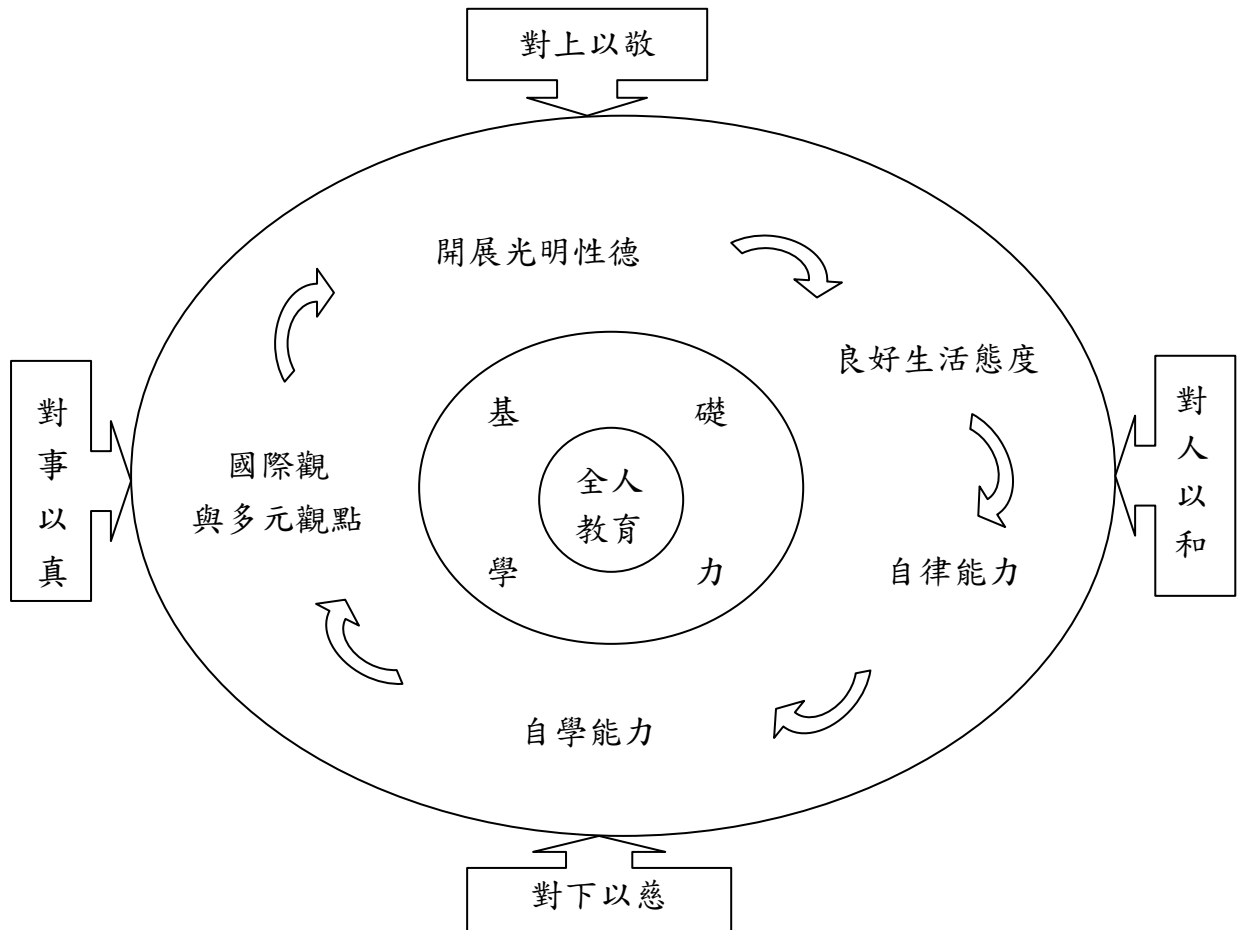 對上以敬
開展光明性德
良好生活態度
對事以真
對人以和
基礎
國際觀
與多元觀點
全人
教育
學力
自律能力
自學能力
對下以慈